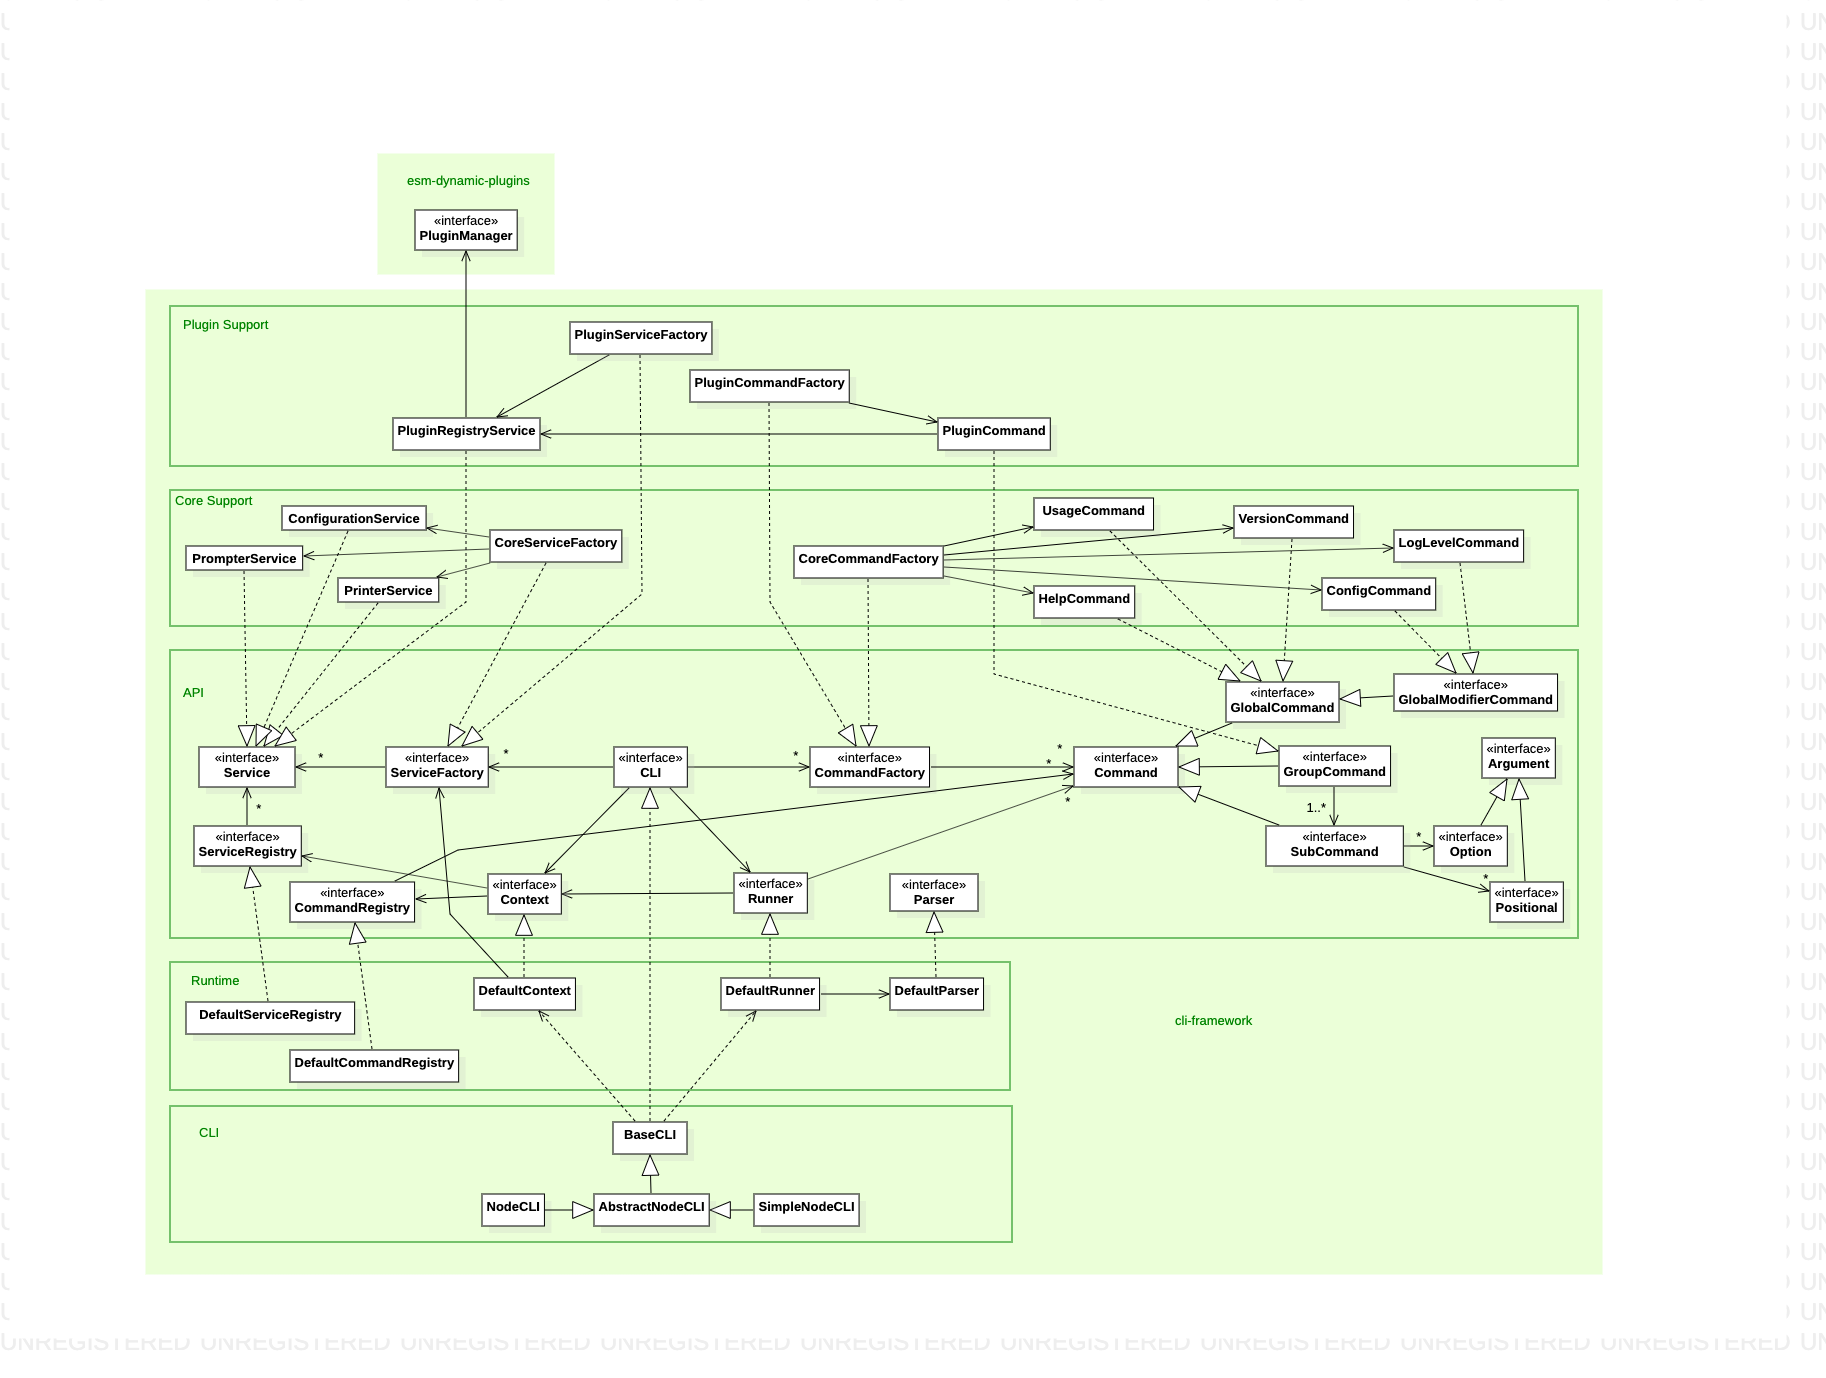 esm-dynamic-plugins
«interface»
PluginManager
Plugin Support
PluginServiceFactory
PluginCommandFactory
PluginRegistryService
PluginCommand
Core Support
ConfigurationService
CoreServiceFactory
PrompterService
PrinterService
UsageCommand
VersionCommand
LogLevelCommand
CoreCommandFactory
ConfigCommand
HelpCommand
API
«interface»
GlobalCommand
«interface»
GlobalModifierCommand
«interface»
Service
*
«interface»
ServiceFactory
*
«interface»
CLI
*
«interface»
CommandFactory
*
*
*
«interface»
Command
«interface»
GroupCommand
«interface»
Argument
*
1..*
«interface»
ServiceRegistry
«interface»
SubCommand
*
«interface»
Option
«interface»
CommandRegistry
«interface»
Context
«interface»
Runner
«interface»
Parser
*
«interface»
Positional
Runtime
DefaultContext
DefaultRunner
DefaultParser
DefaultServiceRegistry
DefaultCommandRegistry
cli-framework
CLI
BaseCLI
NodeCLI
AbstractNodeCLI
SimpleNodeCLI
UNREGISTERED UNREGISTERED UNREGISTERED UNREGISTERED UNREGISTERED UNREGISTERED UNREGISTERED UNREGISTERED UNREGISTERED